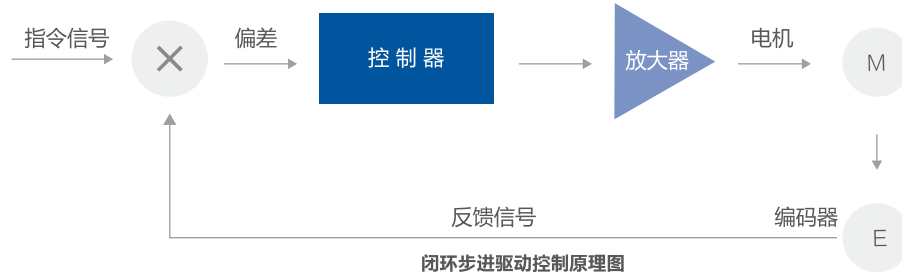 指令信号
偏差
控制器
放大器
电机
M
反馈信号
编码器
E
闭环步进驱动控制原理图